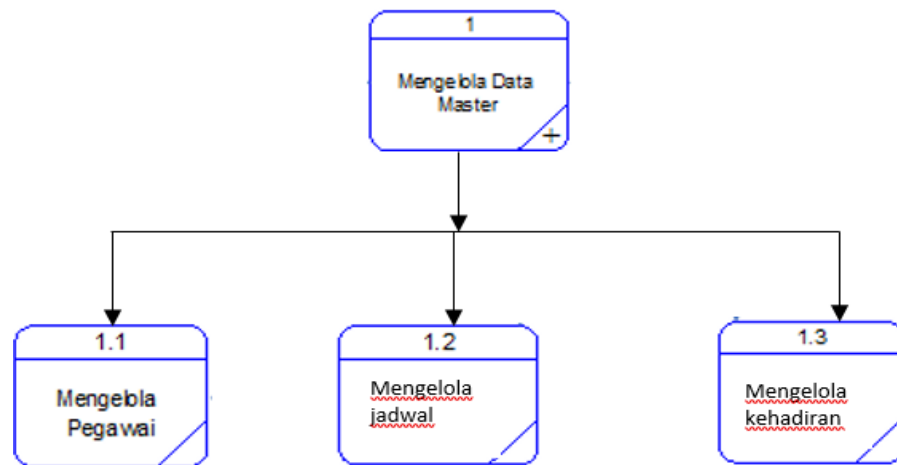 1
Mengelola Data
Master
+
1.1
1.2
1.3
Mengelola
Pegawai
Mengelola
jadwal
Mengelola
kehadiran